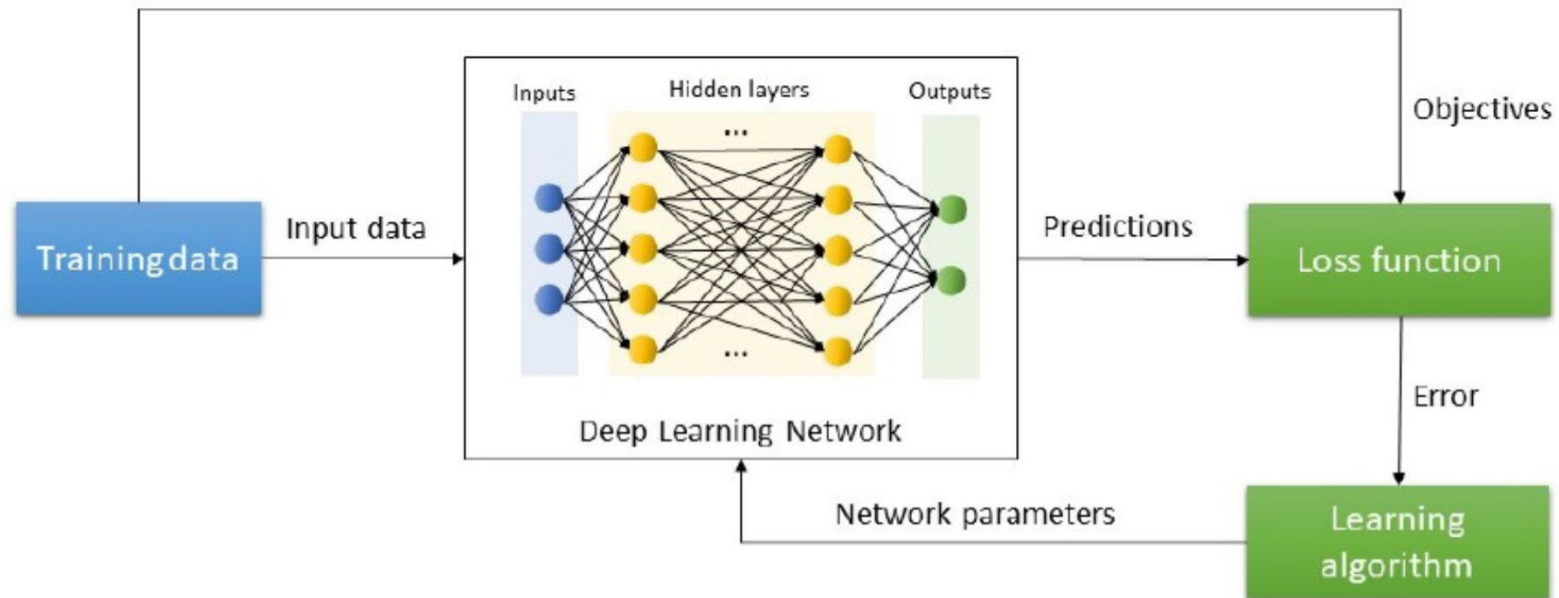 Inputs
Hidden layers
Outputs
...
Objectives
Training data
Input data
Predictions
Loss function
...
Error
Deep Learning Network
Network parameters
Learning
algorithm